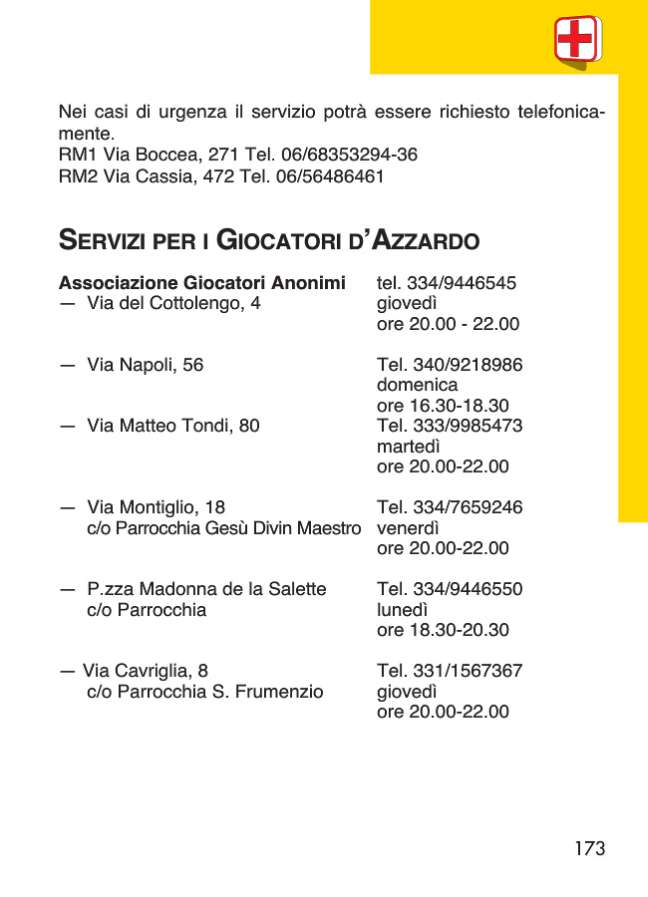 Nei casi di urgenza il servizio potrà essere richiesto telefonica-
mente.
RM1 Via Boccea, 271 Tel. 06/68353294-36
RM2 Via Cassia, 472 Tel. 06/56486461
SERVIZI PER I GIOCATORI D'AZZARDO
Associazione Giocatori Anonimi tel. 334/9446545
— Via del Cottolengo, 4 giovedì
ore 20.00 - 22.00
— Via Napoli, 56 Tel. 340/9218986
domenica
ore 16.30-18.30
— Via Matteo Tondi, 80 Tel. 333/9985473
martedì
ore 20.00-22.00
— Via Montiglio, 18 Tel. 334/7659246
c/o Parrocchia Gesù Divin Maestro venerdì
ore 20.00-22.00
— P.zza Madonna de la Salette Tel. 334/9446550
c/o Parrocchia lunedì
ore 18.30-20.30
— Via Cavriglia, 8 Tel. 331/1567367
c/o Parrocchia S. Frumenzio giovedì
ore 20.00-22.00
173